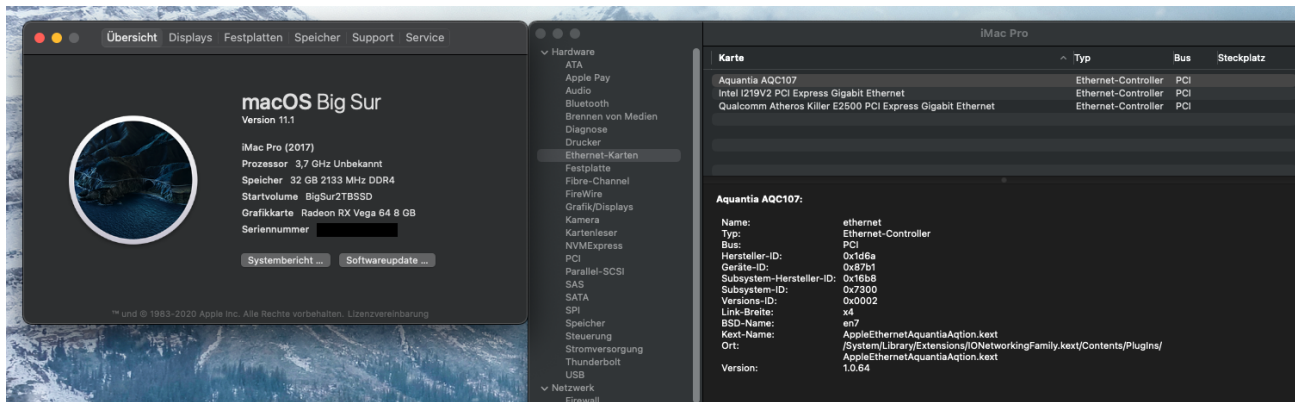 Übersicht Displays Festplatten Speicher Support Service
macOS Big Sur
Version 11.1
iMac Pro (2017)
Prozessor 3,7 GHz Unbekannt
Speicher 32 GB 2133 MHz DDR4
Startvolume BigSur2TBSSD
Grafikkarte Radeon RX Vega 64 8 GB
Seriennummer
Systembericht ... Softwareupdate ...
™ und © 1983-2020 Apple Inc. Alle Rechte vorbehalten. Lizenzvereinbarung
Hardware
ATA
Apple Pay
Audio
Bluetooth
Brennen von Medien
Diagnose
Drucker
Ethernet-Karten
Festplatte
Fibre-Channel
FireWire
Grafik/Displays
Kamera
Kartenleser
NVMExpress
PCI
Parallel-SCSI
SAS
SATA
SPI
Speicher
Steuerung
Stromversorgung
Thunderbolt
USB
Netzwerk
Firewall
iMac Pro
Karte Typ Bus Steckplatz
Aquantia AQC107 Ethernet-Controller PCI
Intel I219V2 PCI Express Gigabit Ethernet Ethernet-Controller PCI
Qualcomm Atheros Killer E2500 PCI Express Gigabit Ethernet Ethernet-Controller PCI
Aquantia AQC107:
Name: ethernet
Typ: Ethernet-Controller
Bus: PCI
Hersteller-ID: 0x1d6a
Geräte-ID: 0x87b1
Subsystem-Hersteller-ID: 0x16b8
Subsystem-ID: 0x7300
Versions-ID: 0x0002
Link-Breite: x4
BSD-Name: en7
Kext-Name: AppleEthernetAquantiaAqtion.kext
Ort: /System/Library/Extensions/IONetworkingFamily.kext/Contents/PlugIns/
AppleEthernetAquantiaAqtion.kext
Version: 1.0.64